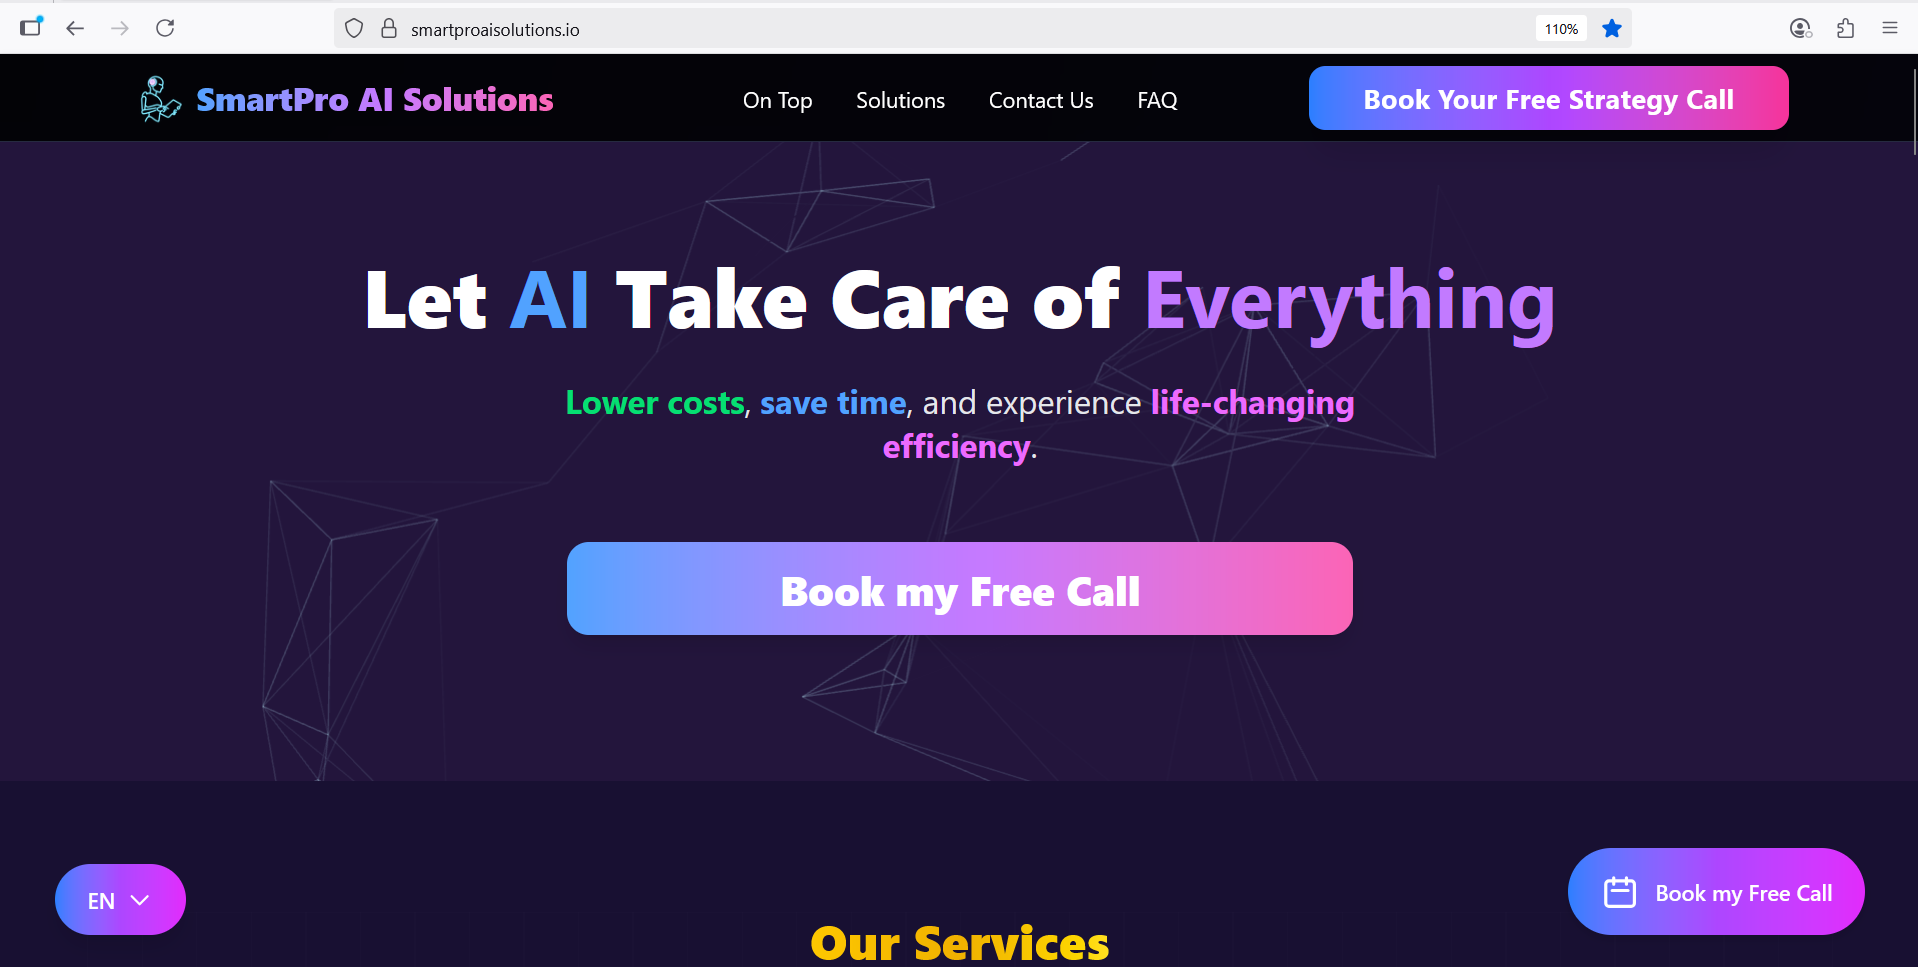 smartproaisolutions.io
110%
SmartPro AI Solutions
On Top
Solutions
Contact Us
FAQ
Book Your Free Strategy Call
Let AI Take Care of Everything
Lower costs, save time, and experience life-changing
efficiency.
Book my Free Call
EN
Book my Free Call
Our Services